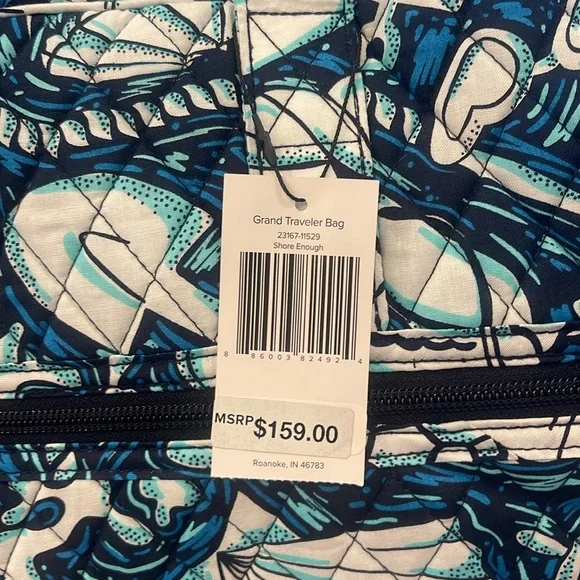 Grand Traveler Bag
23167-11529
Shore Enough
8 86003 82492 4
MSRP $159.00
Roanoke, IN 46783